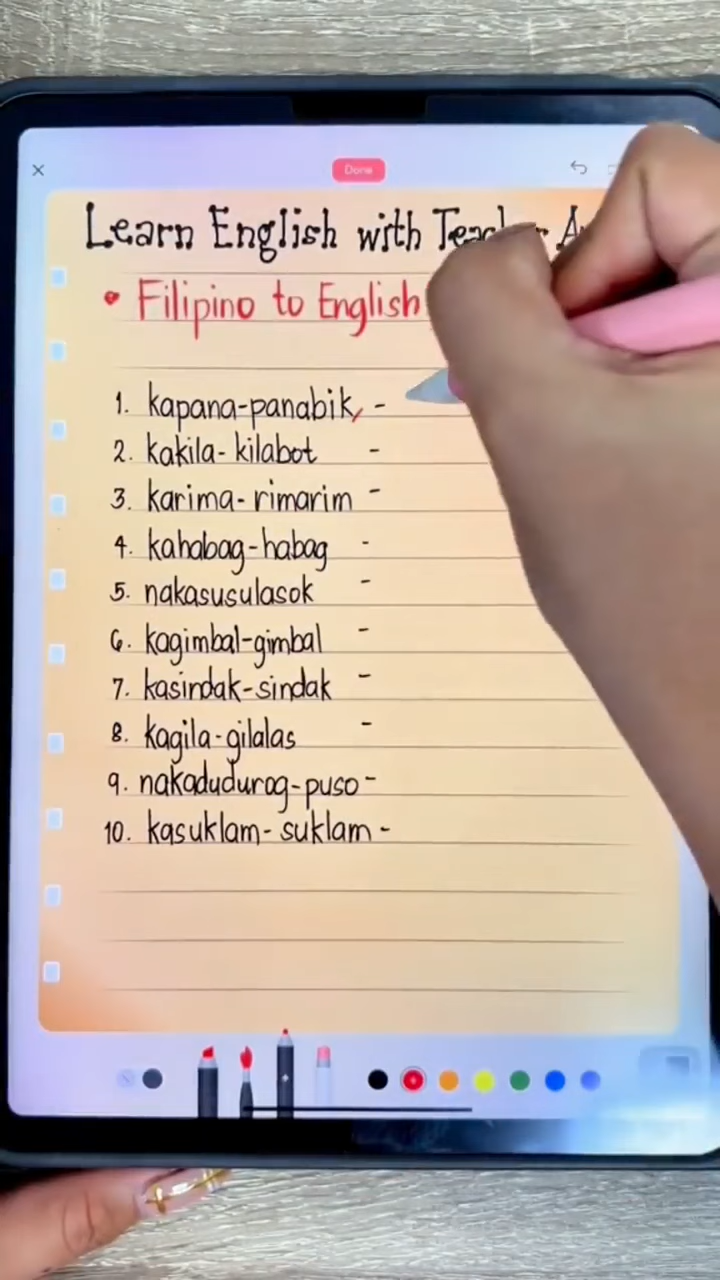 Done
Learn English with
• Filipino to English
1. kapana-panabik, -
2. kakila-kilabot -
3. karima-rimarim -
4. kahabag-habag -
5. nakasusulasok -
6. kagimbal-gimbal -
7. kasindak-sindak -
8. kagila-gilalas -
9. nakadudurog-puso -
10. kasuklam-suklam -